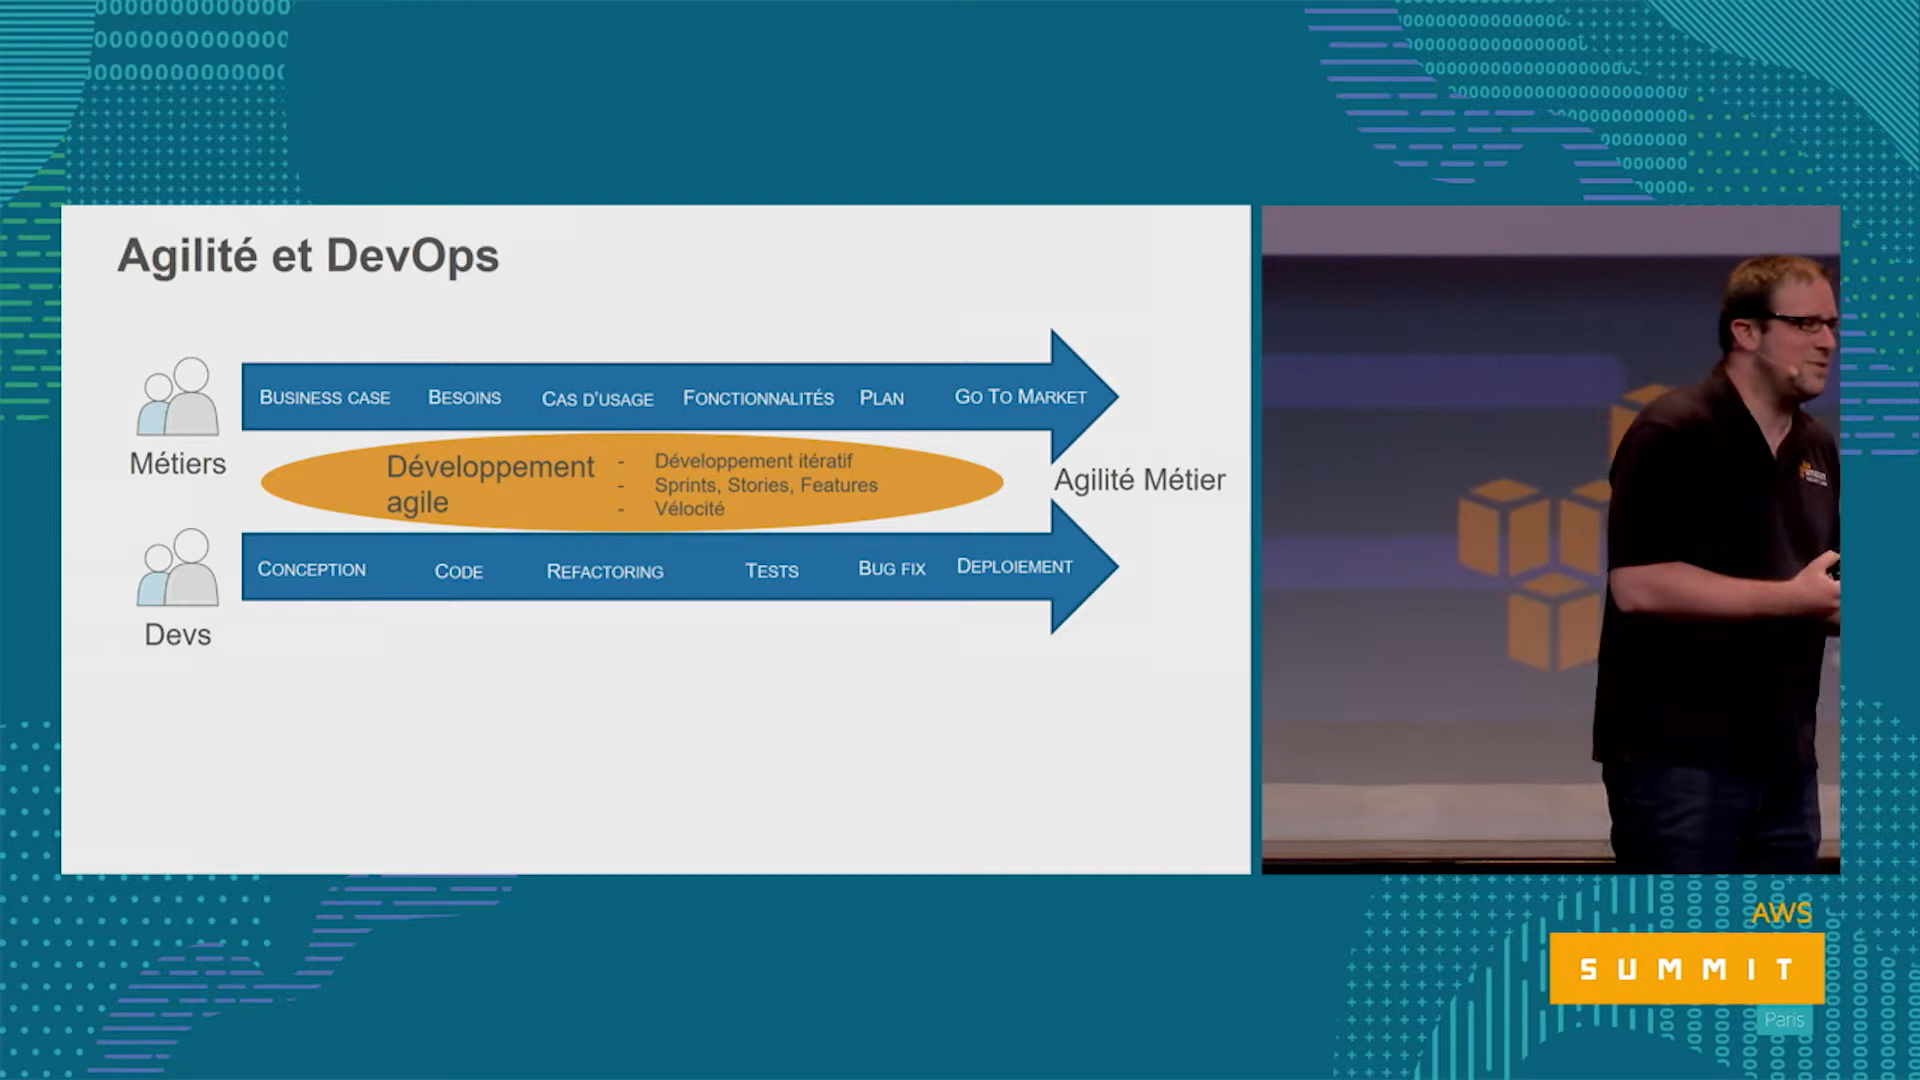 Agilité et DevOps
BUSINESS CASE
BESOINS
CAS D'USAGE
FONCTIONNALITÉS
PLAN
GO TO MARKET
Métiers
Développement
agile
- Développement itératif
- Sprints, Stories, Features
- Vélocité
Agilité Métier
CONCEPTION
CODE
REFACTORING
TESTS
BUG FIX
DEPLOIEMENT
Devs
AWS
SUMMIT
Paris